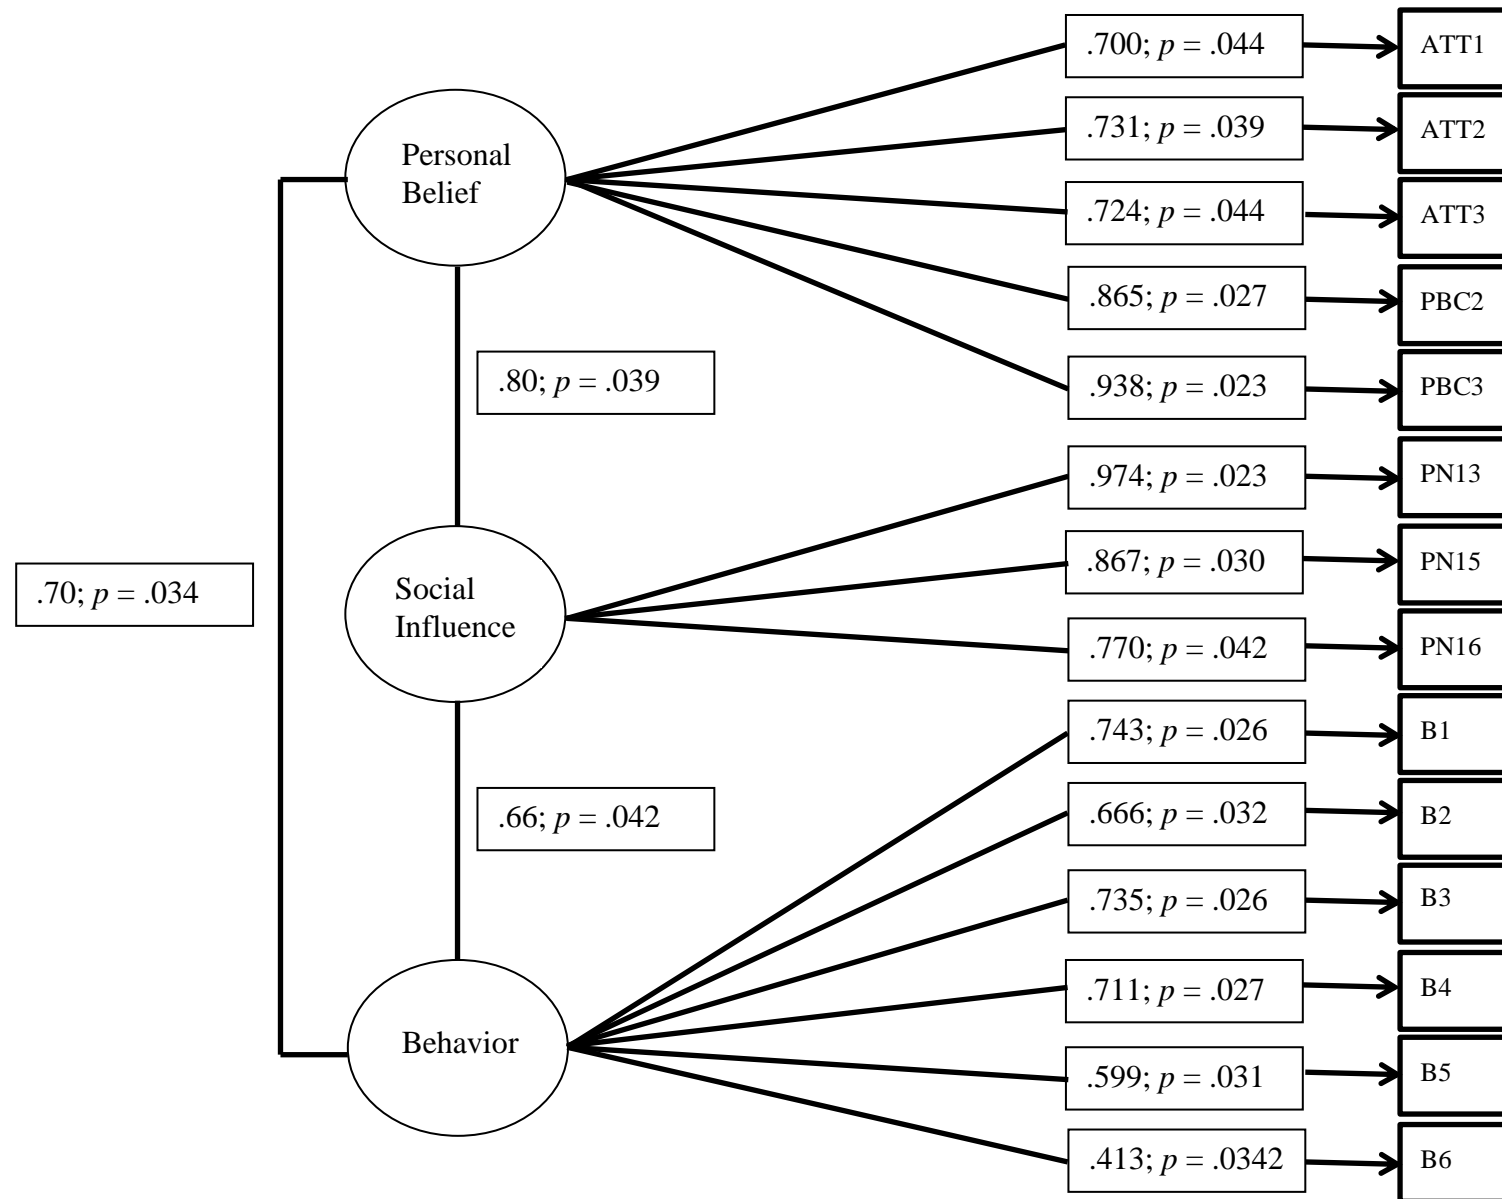 .700; p = .044
ATT1
.731; p = .039
ATT2
Personal
Belief
.724; p = .044
ATT3
.865; p = .027
PBC2
.80; p = .039
.938; p = .023
PBC3
.974; p = .023
PN13
.867; p = .030
PN15
.70; p = .034
Social
Influence
.770; p = .042
PN16
.743; p = .026
B1
.66; p = .042
.666; p = .032
B2
.735; p = .026
B3
.711; p = .027
B4
Behavior
.599; p = .031
B5
.413; p = .0342
B6